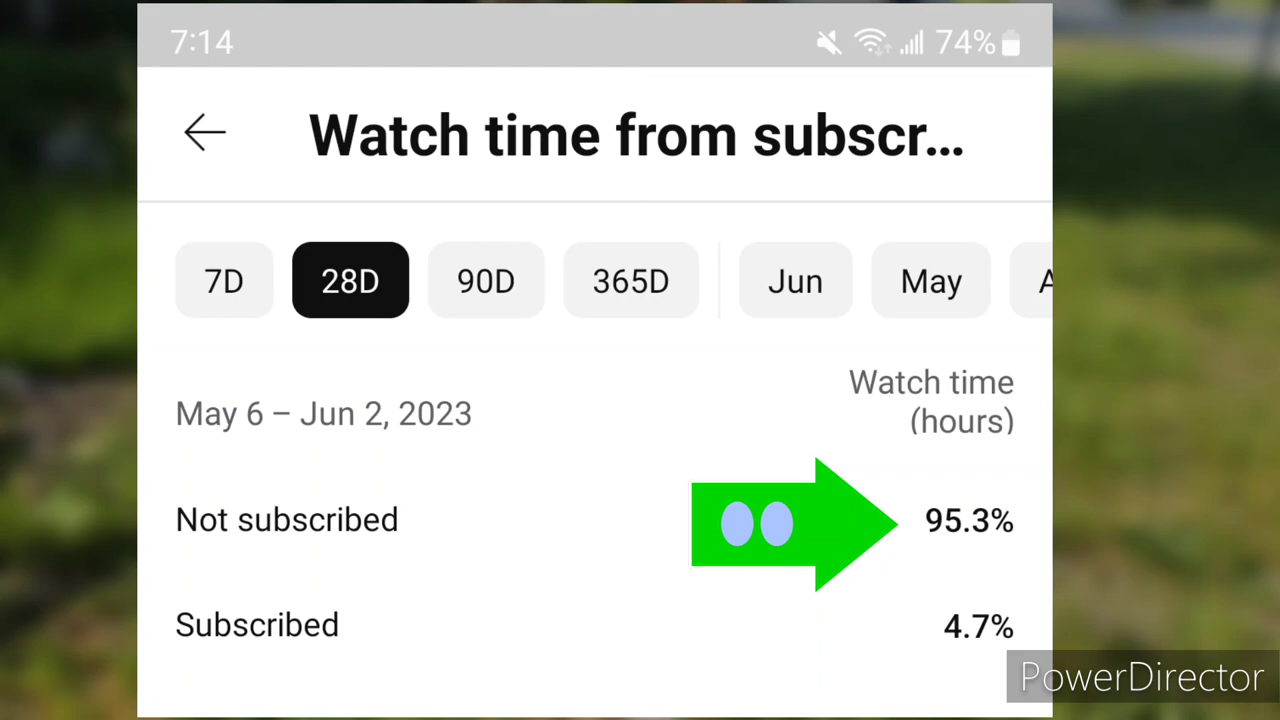 7:14 74%
Watch time from subscr...
7D 28D 90D 365D Jun May A
Watch time
(hours)
May 6 – Jun 2, 2023
Not subscribed 95.3%
Subscribed 4.7%
PowerDirector